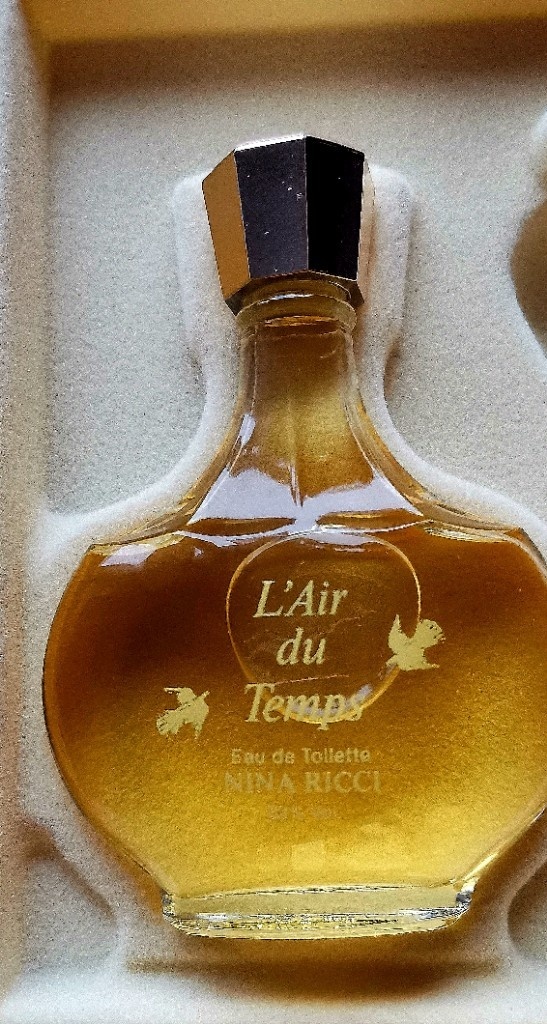 L'Air
du
Temps
Eau de Toilette
NINA RICCI